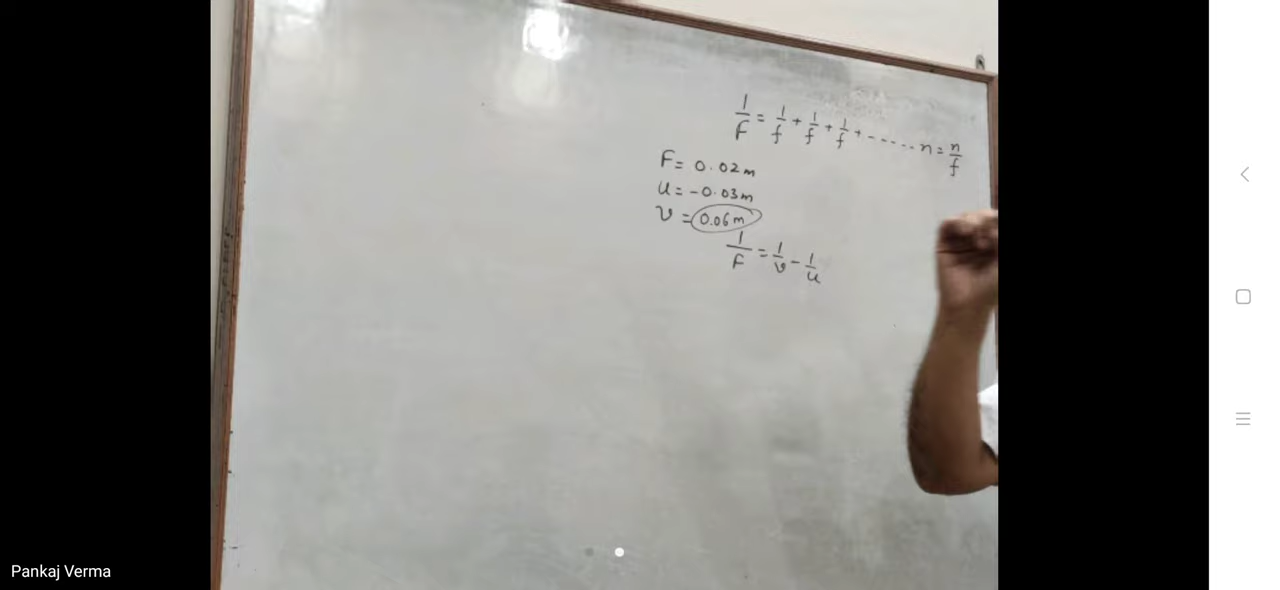 1/F = 1/f + 1/f + 1/f + ------ n = n/f
F = 0.02m
u = -0.03m
v = 0.06m
1/F = 1/v - 1/u
Pankaj Verma